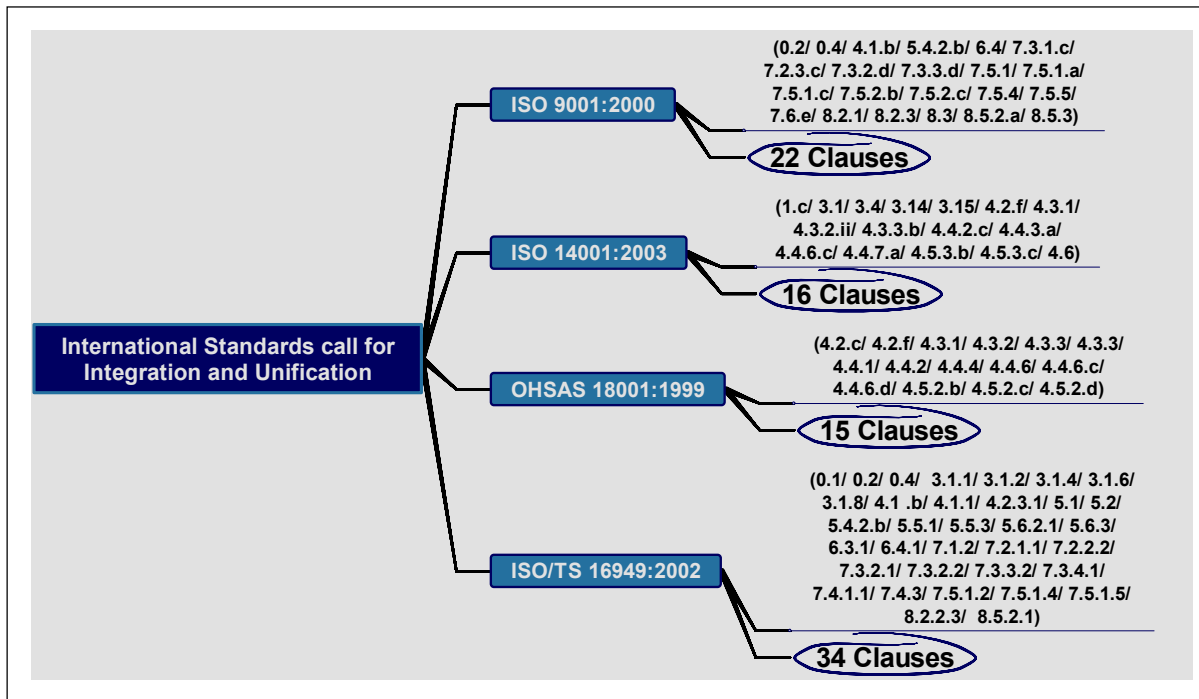 International Standards call for
Integration and Unification
ISO 9001:2000
(0.2/ 0.4/ 4.1.b/ 5.4.2.b/ 6.4/ 7.3.1.c/
7.2.3.c/ 7.3.2.d/ 7.3.3.d/ 7.5.1/ 7.5.1.a/
7.5.1.c/ 7.5.2.b/ 7.5.2.c/ 7.5.4/ 7.5.5/
7.6.e/ 8.2.1/ 8.2.3/ 8.3/ 8.5.2.a/ 8.5.3)
22 Clauses
ISO 14001:2003
(1.c/ 3.1/ 3.4/ 3.14/ 3.15/ 4.2.f/ 4.3.1/
4.3.2.ii/ 4.3.3.b/ 4.4.2.c/ 4.4.3.a/
4.4.6.c/ 4.4.7.a/ 4.5.3.b/ 4.5.3.c/ 4.6)
16 Clauses
OHSAS 18001:1999
(4.2.c/ 4.2.f/ 4.3.1/ 4.3.2/ 4.3.3/ 4.3.3/
4.4.1/ 4.4.2/ 4.4.4/ 4.4.6/ 4.4.6.c/
4.4.6.d/ 4.5.2.b/ 4.5.2.c/ 4.5.2.d)
15 Clauses
ISO/TS 16949:2002
(0.1/ 0.2/ 0.4/ 3.1.1/ 3.1.2/ 3.1.4/ 3.1.6/
3.1.8/ 4.1 .b/ 4.1.1/ 4.2.3.1/ 5.1/ 5.2/
5.4.2.b/ 5.5.1/ 5.5.3/ 5.6.2.1/ 5.6.3/
6.3.1/ 6.4.1/ 7.1.2/ 7.2.1.1/ 7.2.2.2/
7.3.2.1/ 7.3.2.2/ 7.3.3.2/ 7.3.4.1/
7.4.1.1/ 7.4.3/ 7.5.1.2/ 7.5.1.4/ 7.5.1.5/
8.2.2.3/ 8.5.2.1)
34 Clauses